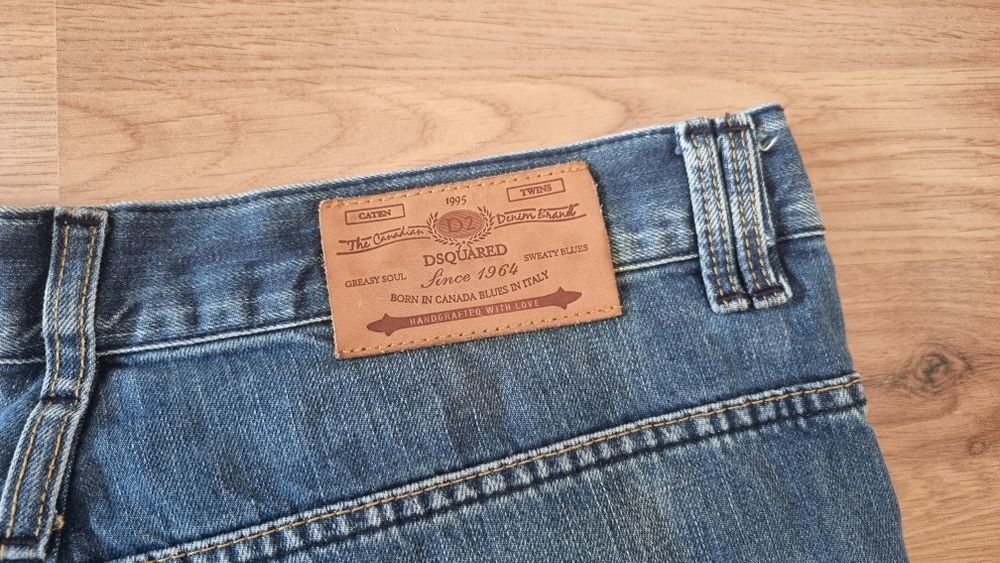 1995
CATEN TWINS
The Canadian D2 Denim Brand
DSQUARED
GREASY SOUL Since 1964 SWEATY BLUES
BORN IN CANADA BLUES IN ITALY
HANDGRAFTED WITH LOVE